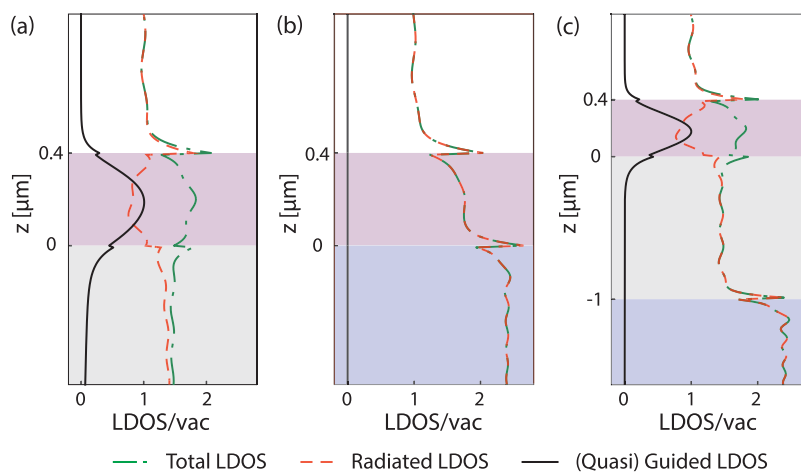 (a)
(b)
(c)
0.4
0
z [µm]
0 1 2
LDOS/vac
0.4
0
z [µm]
0 1 2
LDOS/vac
0.4
0
-1
z [µm]
0 1 2
LDOS/vac
Total LDOS Radiated LDOS (Quasi) Guided LDOS